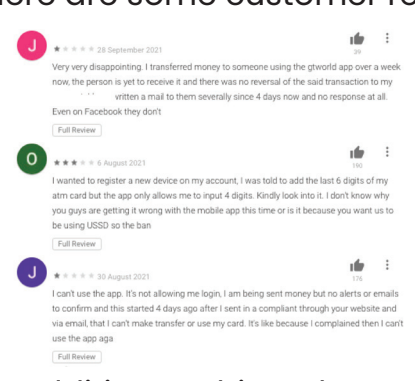 J
28 September 2021
39
Very very disappointing. I transferred money to someone using the gtworld app over a week
now, the person is yet to receive it and there was no reversal of the said transaction to my
written a mail to them severally since 4 days now and no response at all.
Even on Facebook they don't
Full Review
O
6 August 2021
190
I wanted to register a new device on my account, I was told to add the last 6 digits of my
atm card but the app only allows me to input 4 digits. Kindly look into it. I don't know why
you guys are getting it wrong with the mobile app this time or is it because you want us to
be using USSD so the ban
Full Review
J
30 August 2021
176
I can't use the app. It's not allowing me login, I am being sent money but no alerts or emails
to confirm and this started 4 days ago after I sent in a compliant through your website and
via email, that I can't make transfer or use my card. It's like because I complained then I can't
use the app aga
Full Review